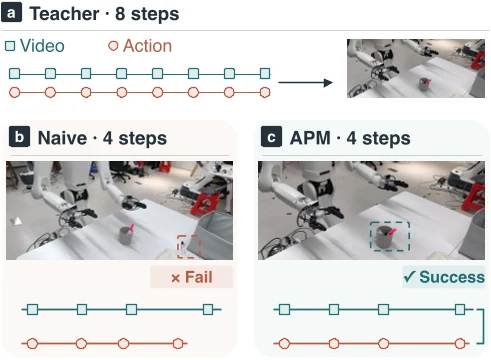 a Teacher · 8 steps
Video Action
b Naive · 4 steps
× Fail
c APM · 4 steps
✓ Success